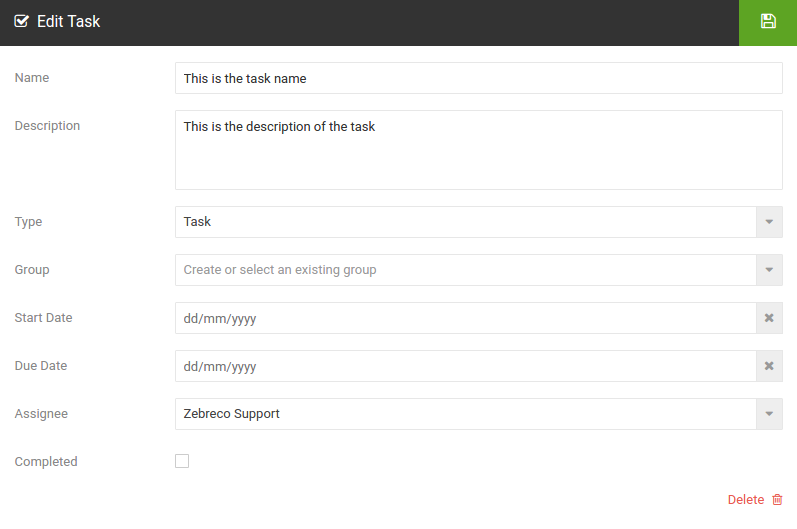 Edit Task
Name This is the task name
Description This is the description of the task
Type Task
Group Create or select an existing group
Start Date dd/mm/yyyy
Due Date dd/mm/yyyy
Assignee Zebreco Support
Completed
Delete